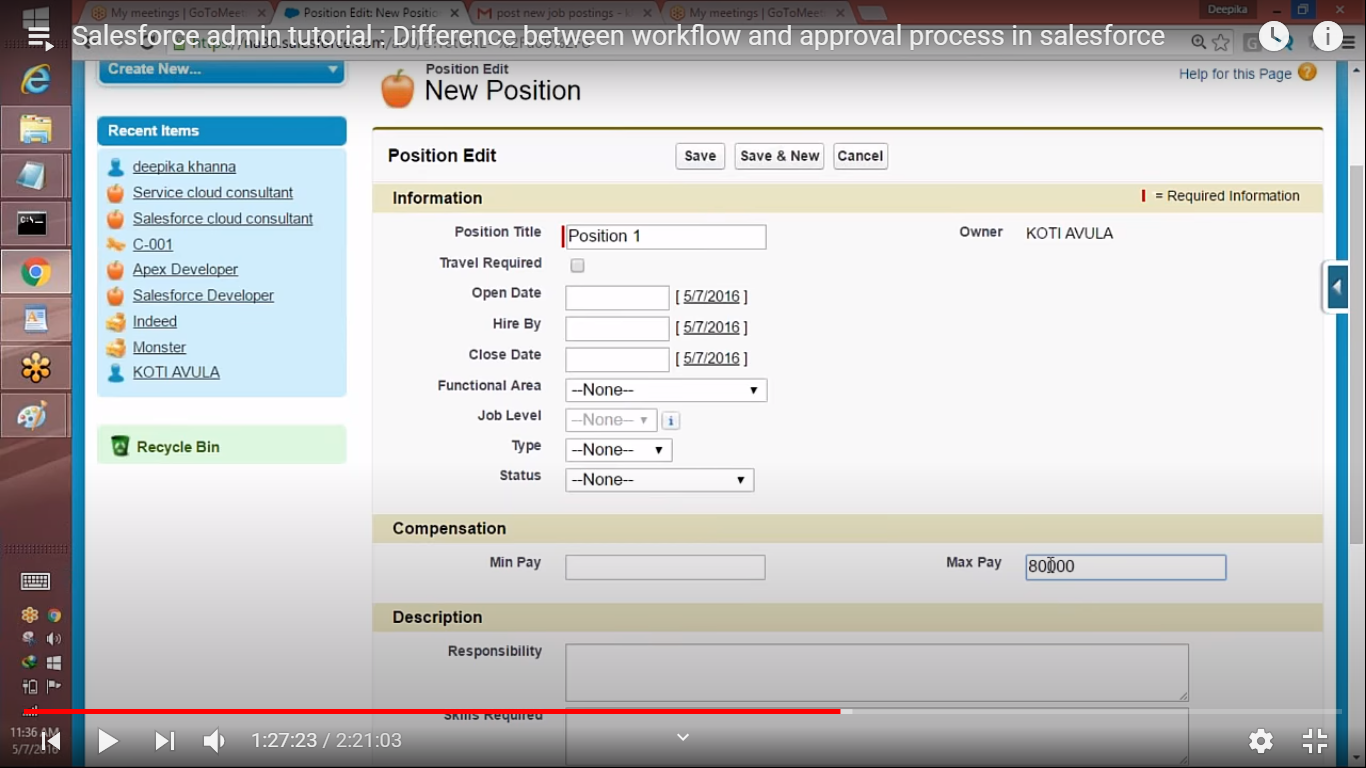 My meetings | GoToMeet
Position Edit: New Positio
post new job postings -
My meetings | GoToMeet
Deepika
Salesforce admin tutorial : Difference between workflow and approval process in salesforce
Create New...
Position Edit
New Position
Help for this Page
Recent Items
deepika khanna
Service cloud consultant
Salesforce cloud consultant
C-001
Apex Developer
Salesforce Developer
Indeed
Monster
KOTI AVULA
Recycle Bin
Position Edit
Save
Save & New
Cancel
Information
= Required Information
Position Title
Position 1
Owner
KOTI AVULA
Travel Required
Open Date
[ 5/7/2016 ]
Hire By
[ 5/7/2016 ]
Close Date
[ 5/7/2016 ]
Functional Area
--None--
Job Level
--None--
Type
--None--
Status
--None--
Compensation
Min Pay
Max Pay
80000
Description
Responsibility
Skills Required
11:36 AM
5/7/2016
1:27:23 / 2:21:03